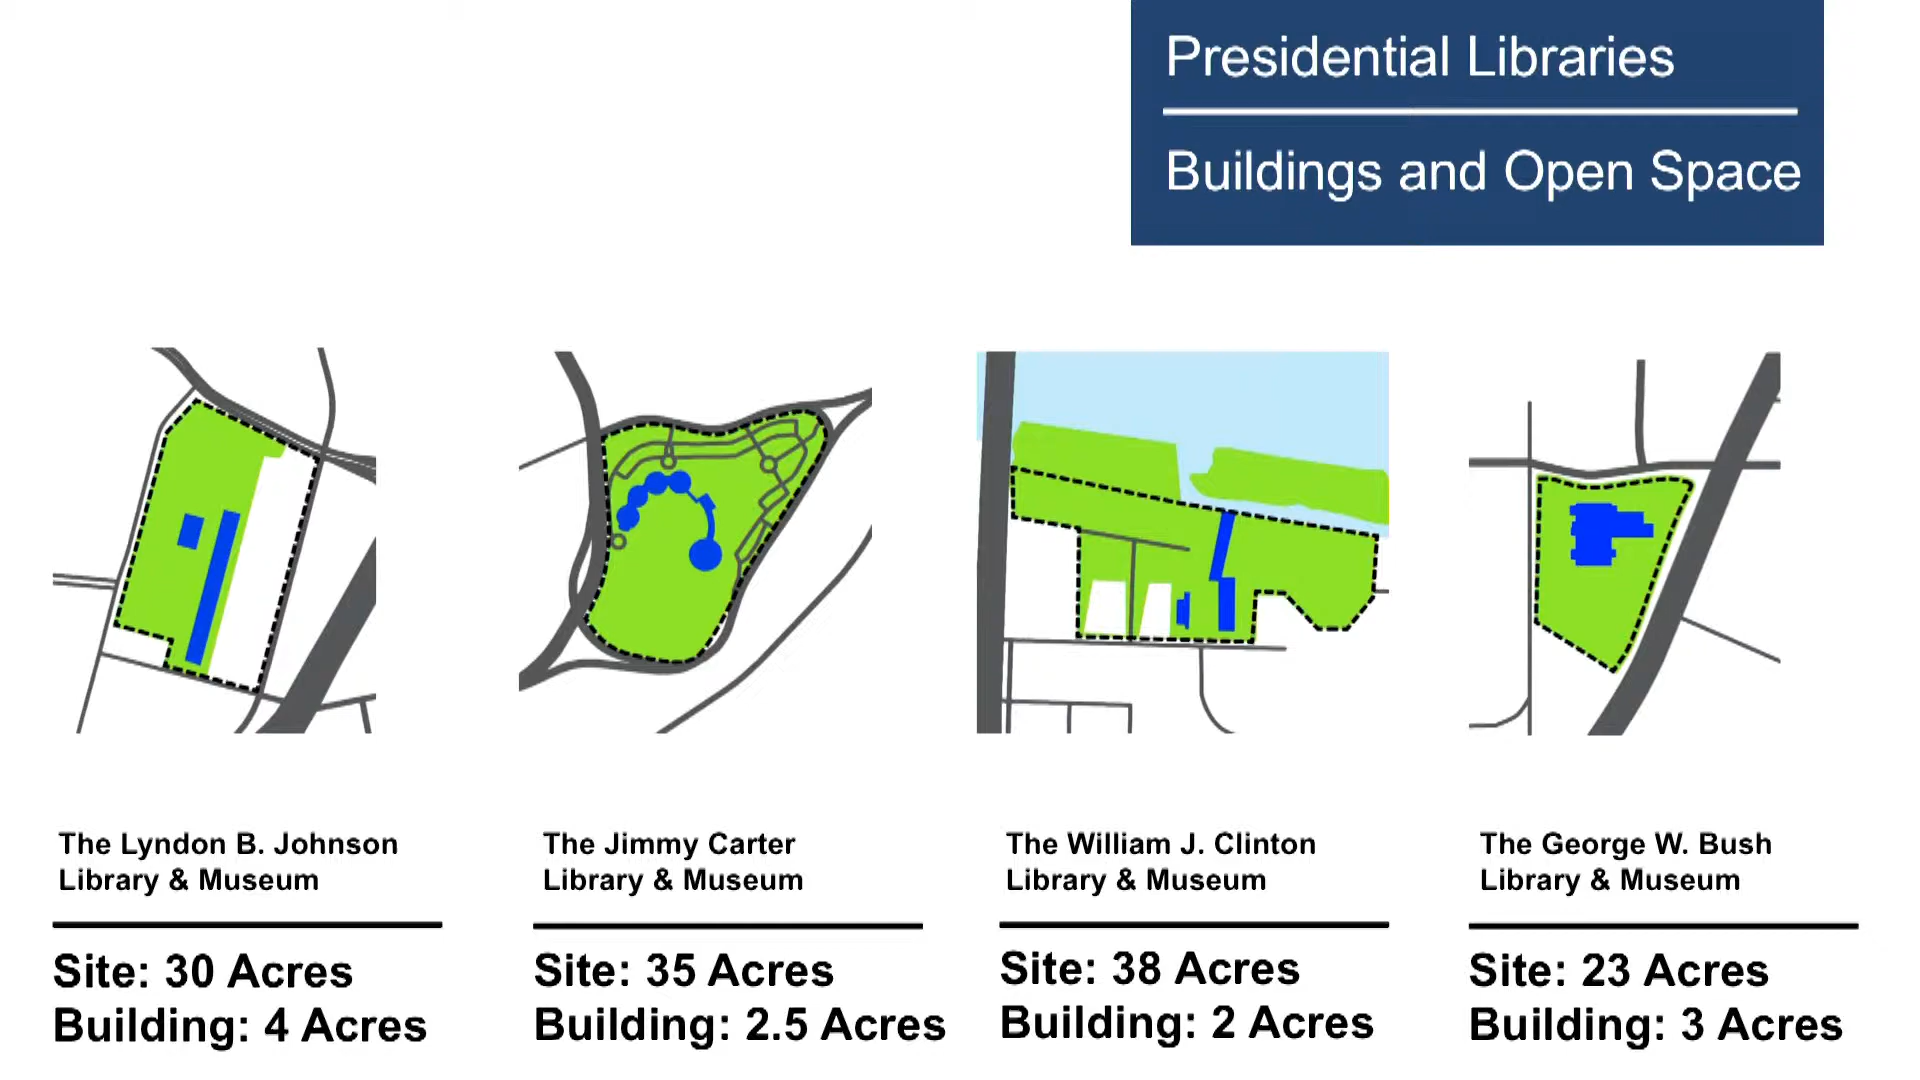 Presidential Libraries
Buildings and Open Space
The Lyndon B. Johnson
Library & Museum
Site: 30 Acres
Building: 4 Acres
The Jimmy Carter
Library & Museum
Site: 35 Acres
Building: 2.5 Acres
The William J. Clinton
Library & Museum
Site: 38 Acres
Building: 2 Acres
The George W. Bush
Library & Museum
Site: 23 Acres
Building: 3 Acres